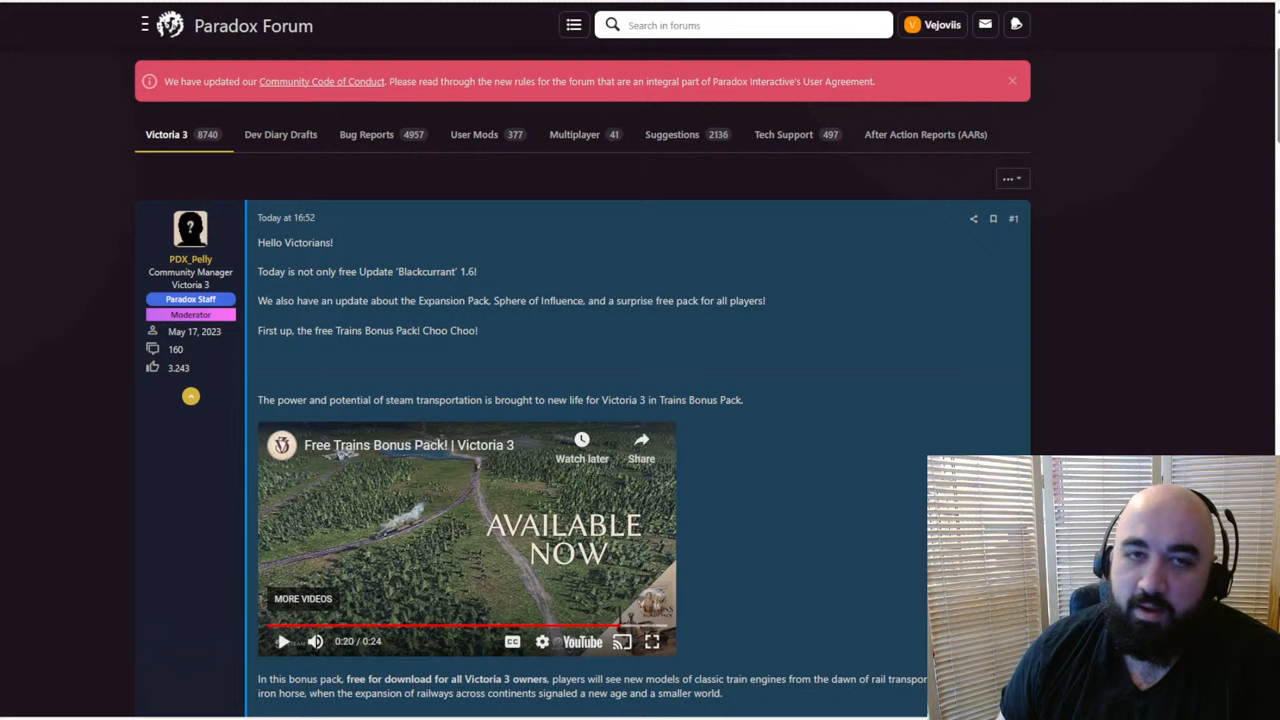 Paradox Forum
Search in forums
V Vejoviis
We have updated our Community Code of Conduct. Please read through the new rules for the forum that are an integral part of Paradox Interactive's User Agreement.
Victoria 3 8740 Dev Diary Drafts Bug Reports 4957 User Mods 377 Multiplayer 41 Suggestions 2136 Tech Support 497 After Action Reports (AARs)
PDX_Pelly
Community Manager
Victoria 3
Paradox Staff
Moderator
May 17, 2023
160
3.243
Today at 16:52
#1
Hello Victorians!
Today is not only free Update 'Blackcurrant' 1.6!
We also have an update about the Expansion Pack, Sphere of Influence, and a surprise free pack for all players!
First up, the free Trains Bonus Pack! Choo Choo!
The power and potential of steam transportation is brought to new life for Victoria 3 in Trains Bonus Pack.
Free Trains Bonus Pack! | Victoria 3
Watch later
Share
AVAILABLE
NOW
MORE VIDEOS
0:20 / 0:24
CC
YouTube
In this bonus pack, free for download for all Victoria 3 owners, players will see new models of classic train engines from the dawn of rail transpor
iron horse, when the expansion of railways across continents signaled a new age and a smaller world.